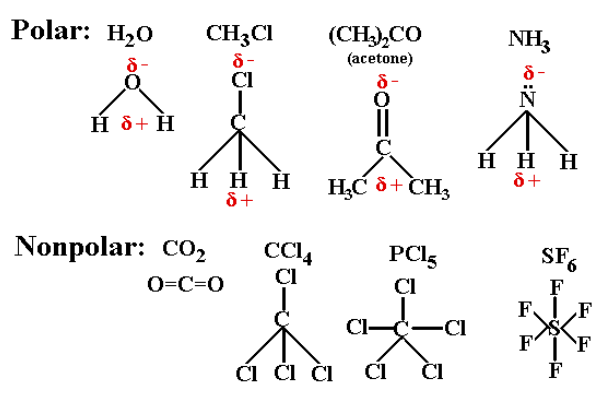 Polar: H₂O CH₃Cl (CH₃)₂CO NH₃
(acetone)
δ- δ- δ- δ-
O Cl O N̈
H δ+ H C C
H H H H₃C δ+ CH₃ H H H
δ+ δ+
Nonpolar: CO₂ CCl₄ PCl₅ SF₆
O=C=O Cl Cl F
F F
C Cl C Cl S
F F
Cl Cl Cl Cl Cl F